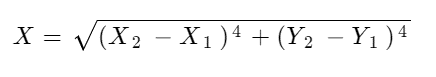 X = √(X₂ − X₁)⁴ + (Y₂ − Y₁)⁴